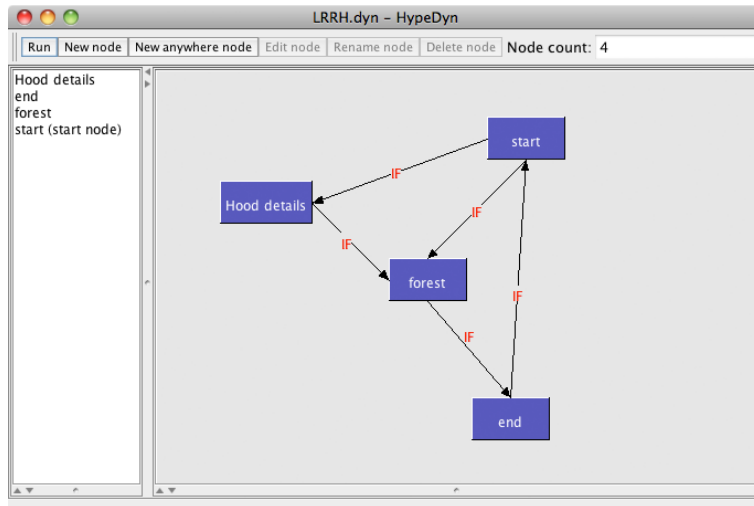 LRRH.dyn – HypeDyn
Run New node New anywhere node Edit node Rename node Delete node Node count: 4
Hood details
end
forest
start (start node)
start
IF
Hood details
IF
IF
forest
IF
IF
end